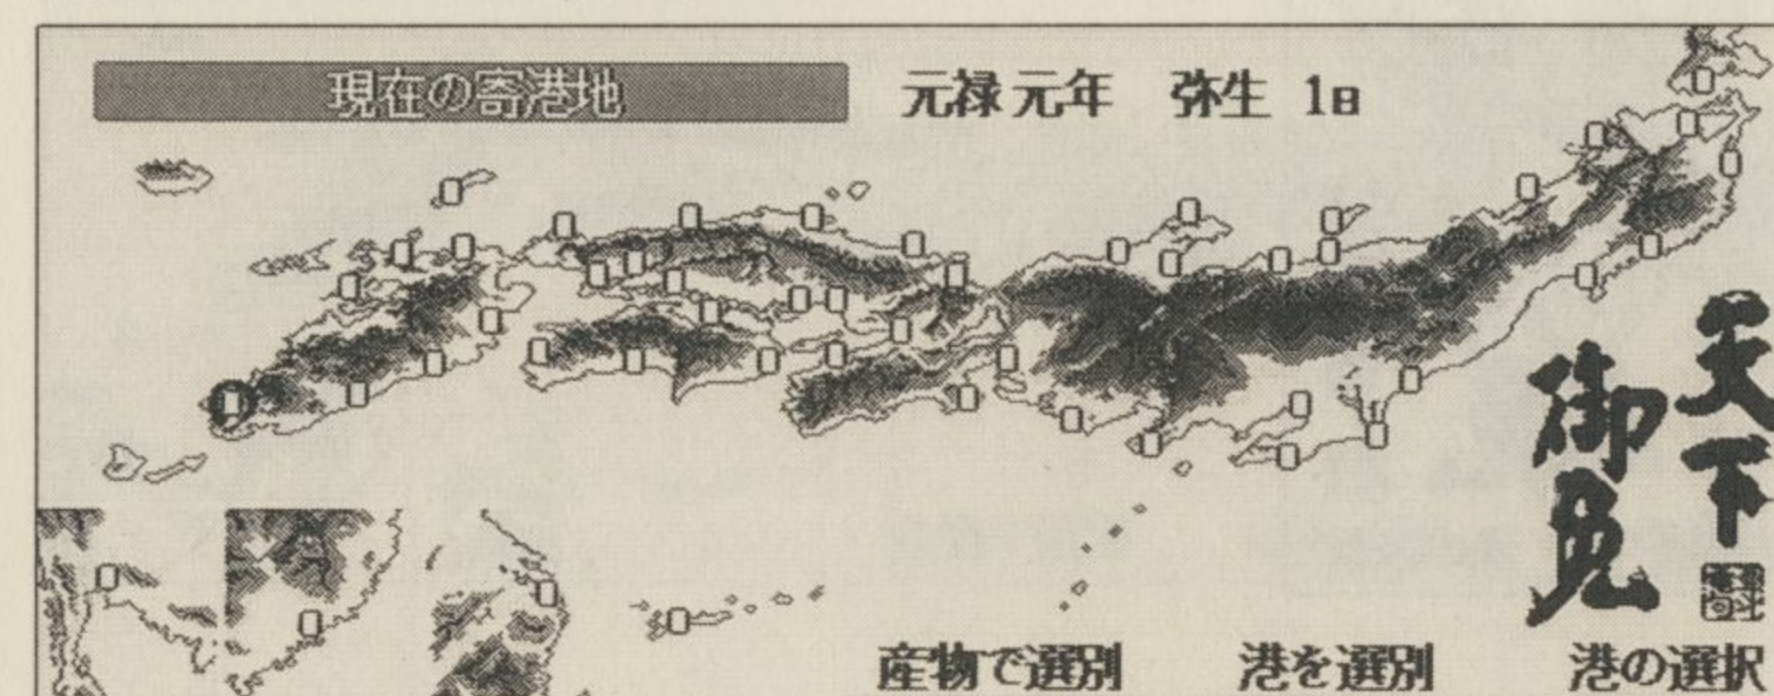 現在の寄港地
元禄元年 弥生 1日
天下
御免
産物で選別 港を選別 港の選択